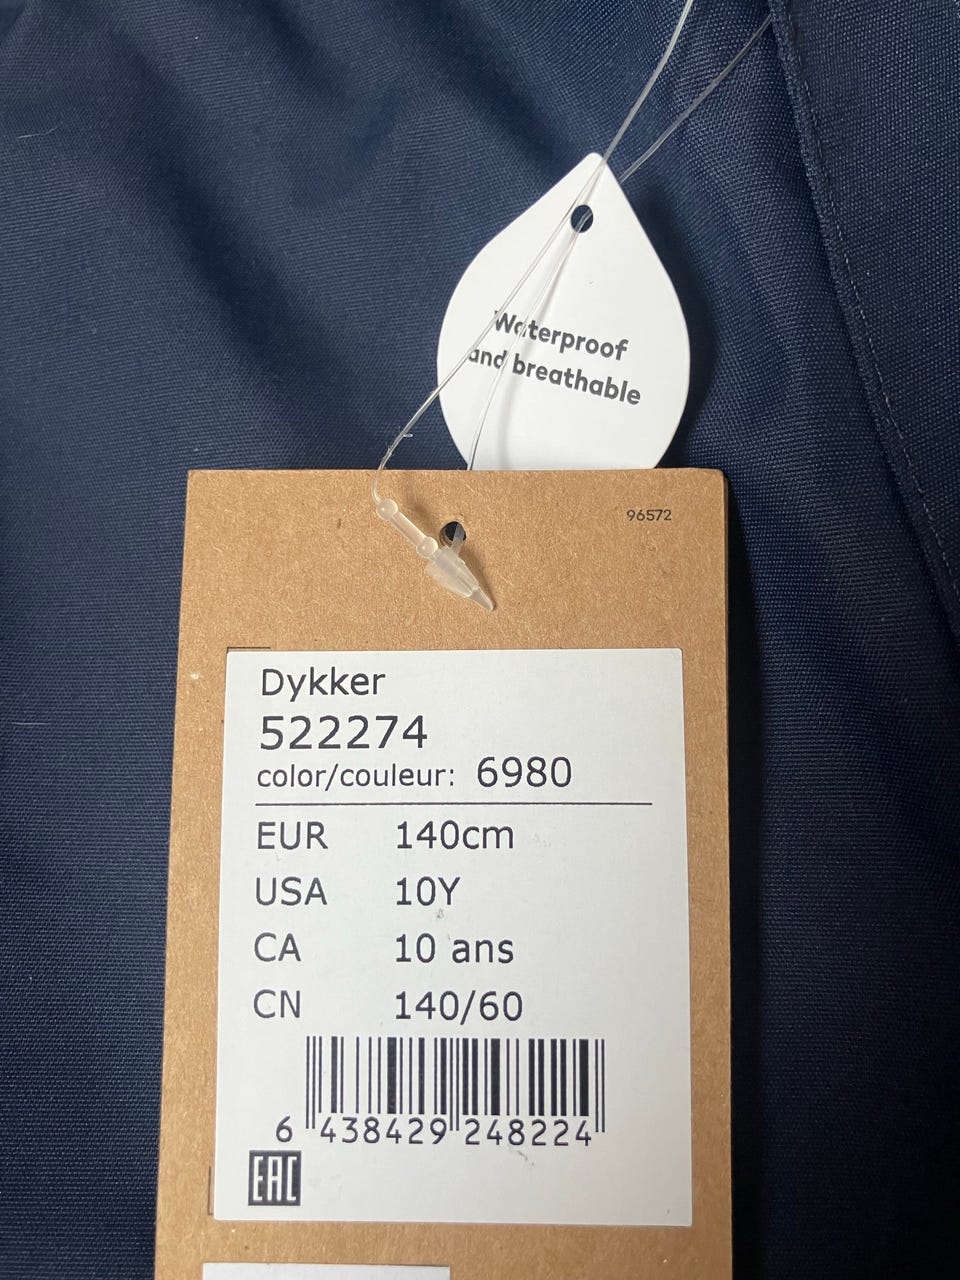 Waterproof
and breathable
96572
Dykker
522274
color/couleur: 6980
EUR 140cm
USA 10Y
CA 10 ans
CN 140/60
6 438429 248224
EAC